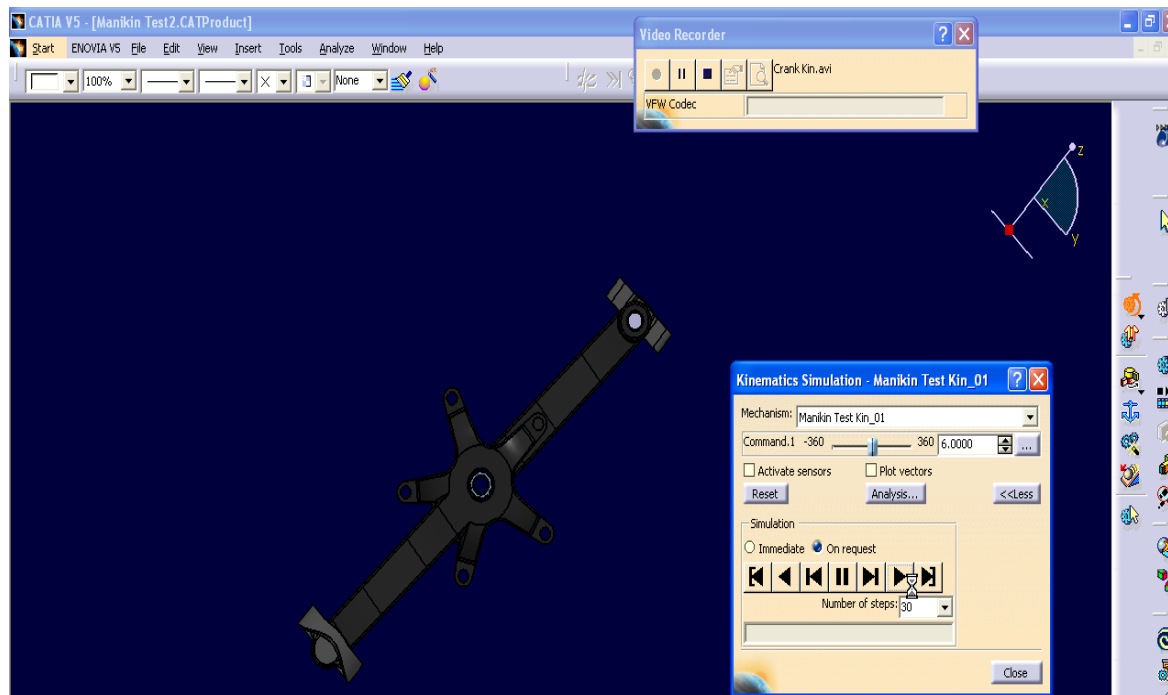 CATIA V5 - [Manikin Test2.CATProduct]
Start ENOVIA V5 File Edit View Insert Tools Analyze Window Help
100% None
Video Recorder
Crank Kin.avi
VFW Codec
z
x
y
Kinematics Simulation - Manikin Test Kin_01
Mechanism: Manikin Test Kin_01
Command.1 -360 360 6.0000 ...
Activate sensors Plot vectors
Reset Analysis... <<Less
Simulation
Immediate On request
Number of steps: 30
Close